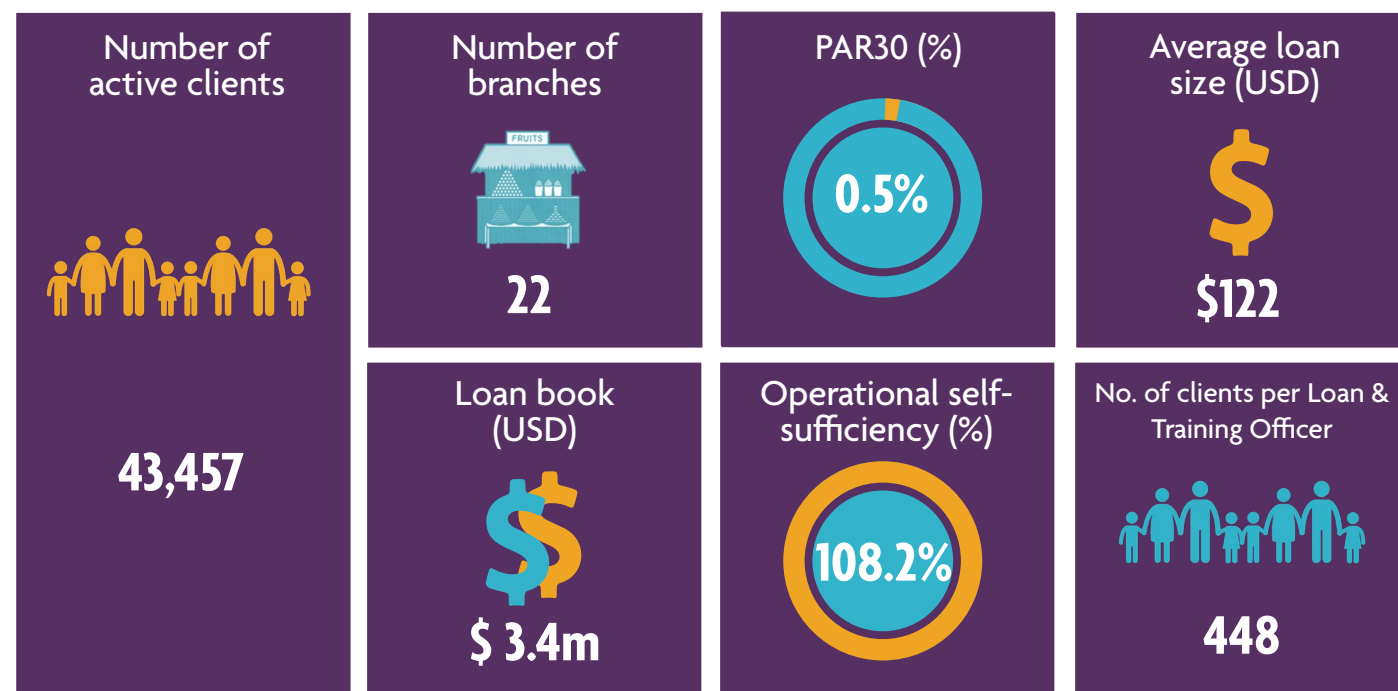 Number of
active clients
43,457
Number of
branches
FRUITS
22
PAR30 (%)
0.5%
Average loan
size (USD)
$122
Loan book
(USD)
$ 3.4m
Operational self-
sufficiency (%)
108.2%
No. of clients per Loan &
Training Officer
448